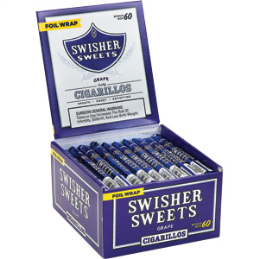 FOIL WRAP
60
SWISHER
SWEETS
GRAPE
CIGARILLOS
SURGEON GENERAL WARNING:
Tobacco Use Increases The Risk Of
Infertility, Stillbirth, And Low Birth Weight.
FOIL WRAP
SWISHER
SWEETS
60
GRAPE
CIGARILLOS